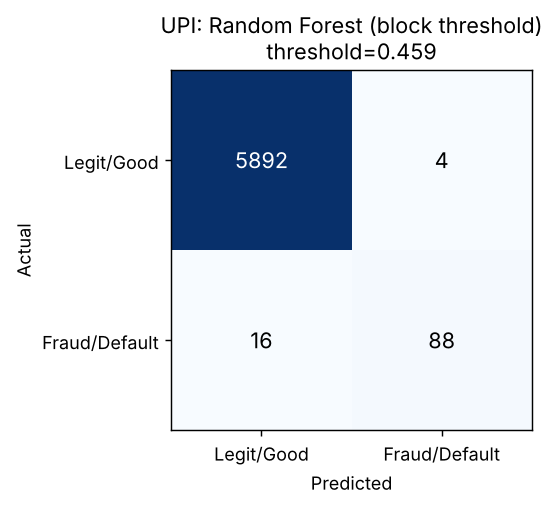 UPI: Random Forest (block threshold)
threshold=0.459
Legit/Good
5892
4
Actual
Fraud/Default
16
88
Legit/Good
Fraud/Default
Predicted